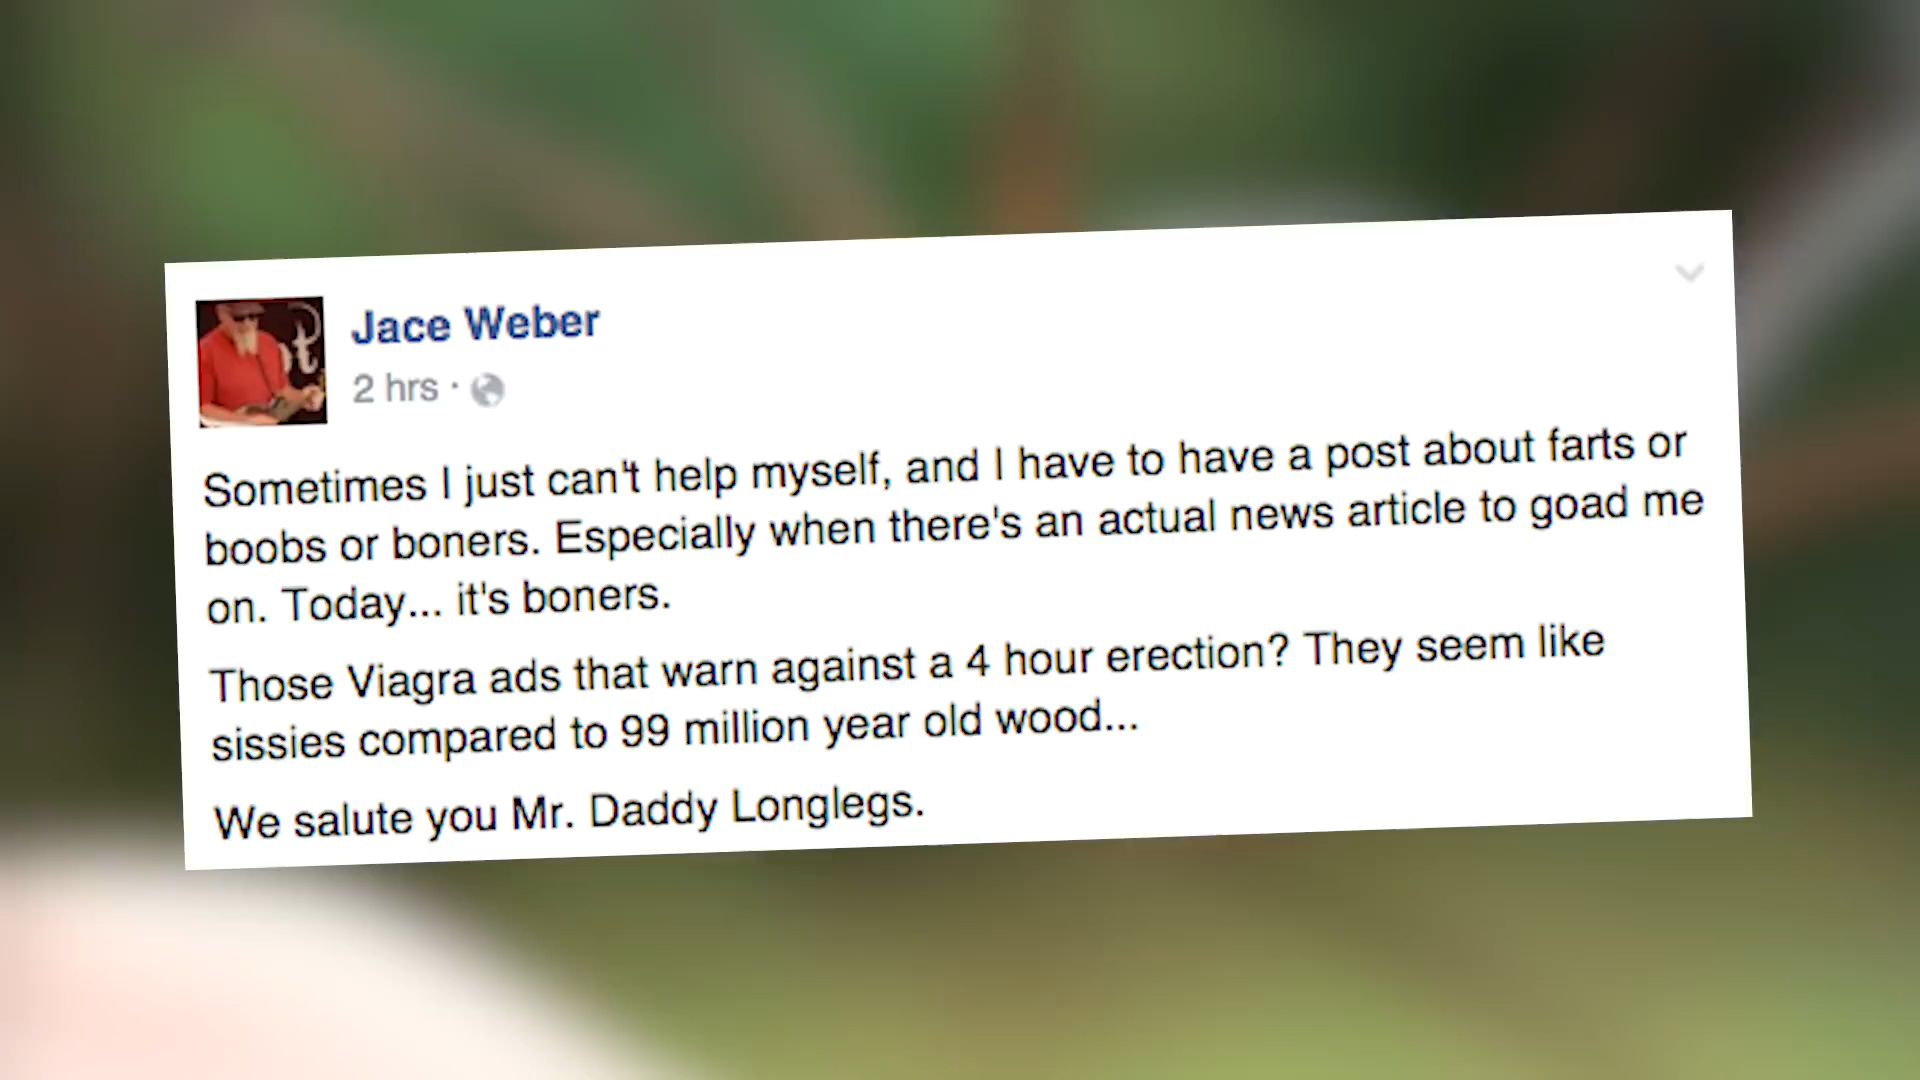 Jace Weber
2 hrs ·
Sometimes I just can't help myself, and I have to have a post about farts or
boobs or boners. Especially when there's an actual news article to goad me
on. Today... it's boners.
Those Viagra ads that warn against a 4 hour erection? They seem like
sissies compared to 99 million year old wood...
We salute you Mr. Daddy Longlegs.